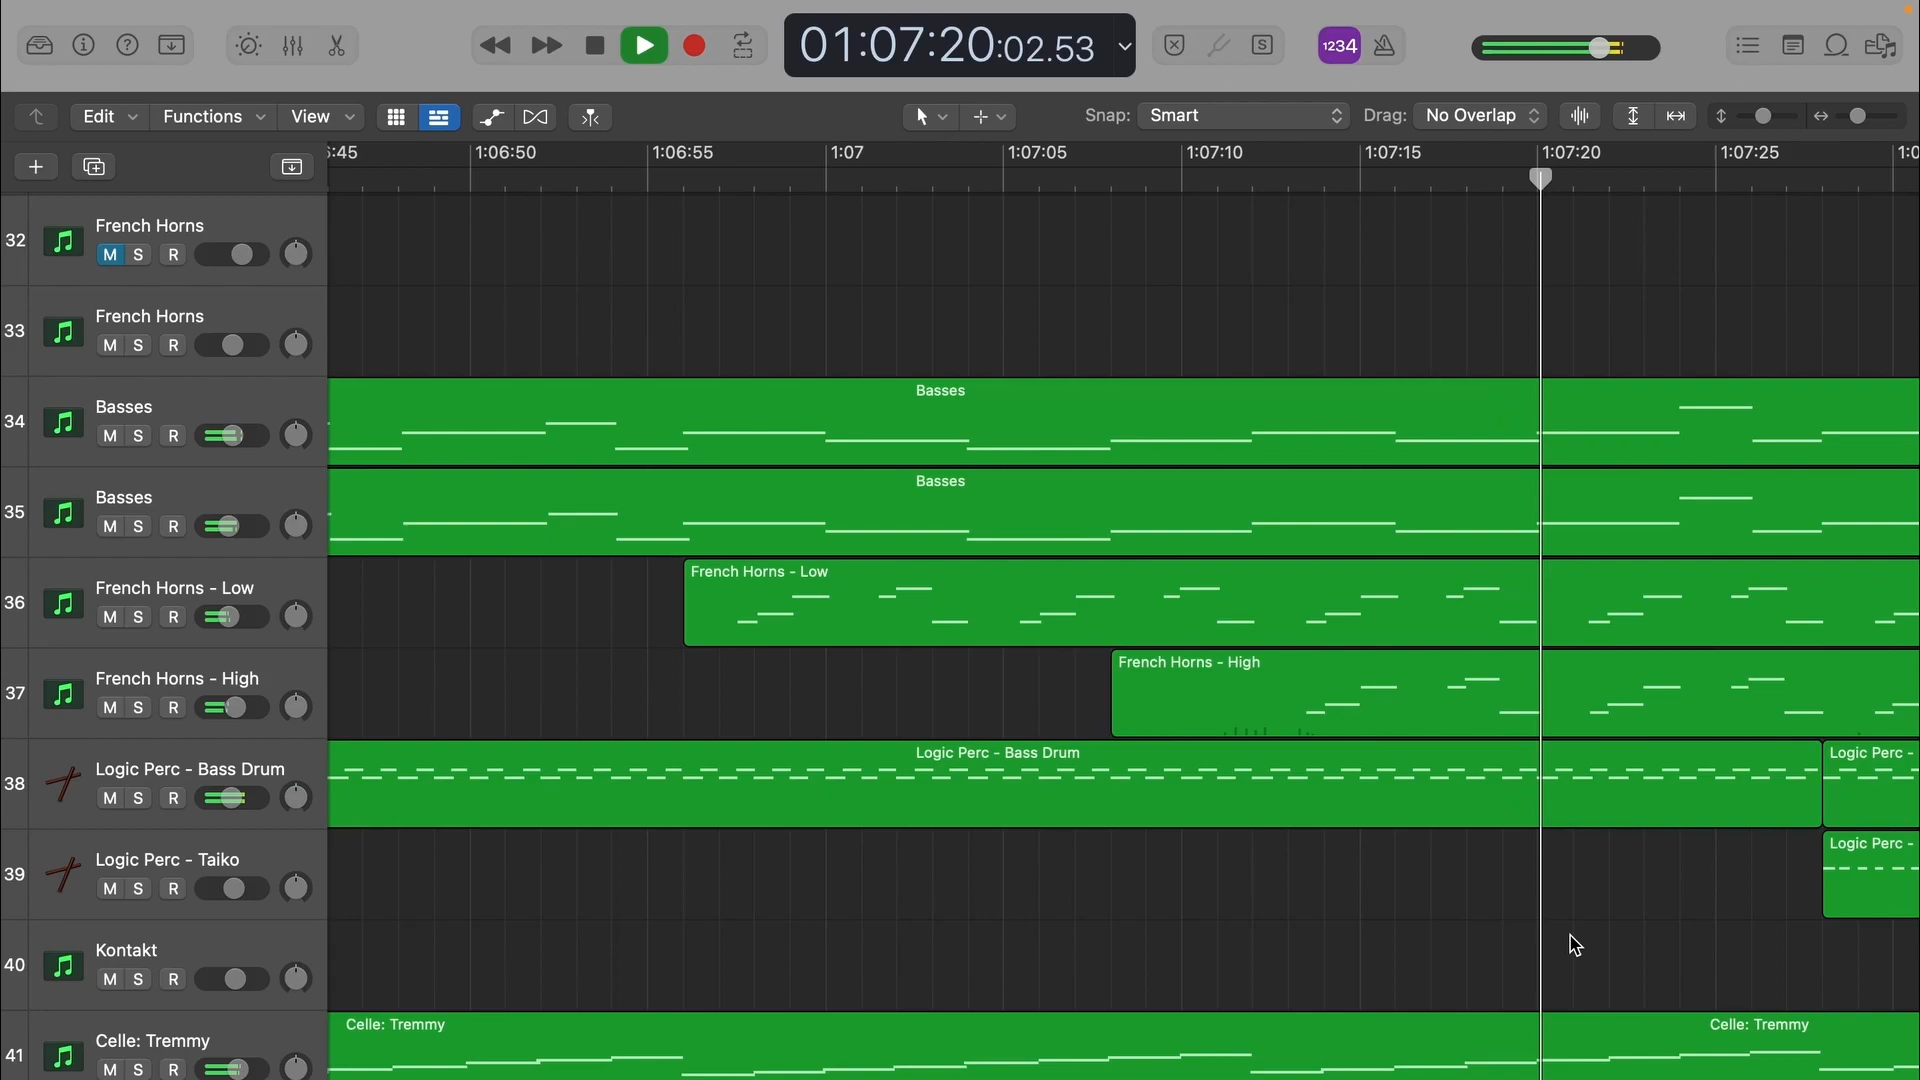 1234
01:07:20:02.53
S
Edit Functions View Snap: Smart Drag: No Overlap
1:06:50 1:06:55 1:07 1:07:05 1:07:10 1:07:15 1:07:20 1:07:25
32 French Horns
M S R
33 French Horns
M S R
34 Basses
M S R
Basses
35 Basses
M S R
Basses
36 French Horns - Low
M S R
French Horns - Low
37 French Horns - High
M S R
French Horns - High
38 Logic Perc - Bass Drum
M S R
Logic Perc - Bass Drum
Logic Perc -
39 Logic Perc - Taiko
M S R
Logic Perc -
40 Kontakt
M S R
41 Celle: Tremmy
M S R
Celle: Tremmy
Celle: Tremmy